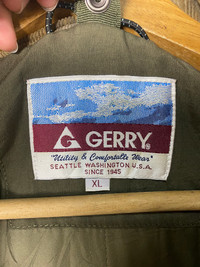 GERRY®
"Utility & Comfortable Wear"
SEATTLE WASHINGTON U.S.A.
SINCE 1945
XL